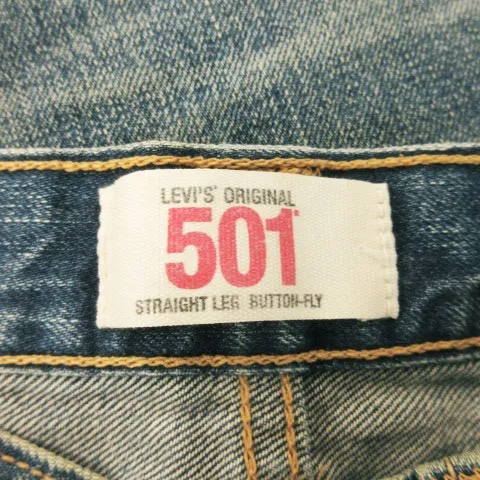 LEVI'S® ORIGINAL
501®
STRAIGHT LEG BUTTON-FLY